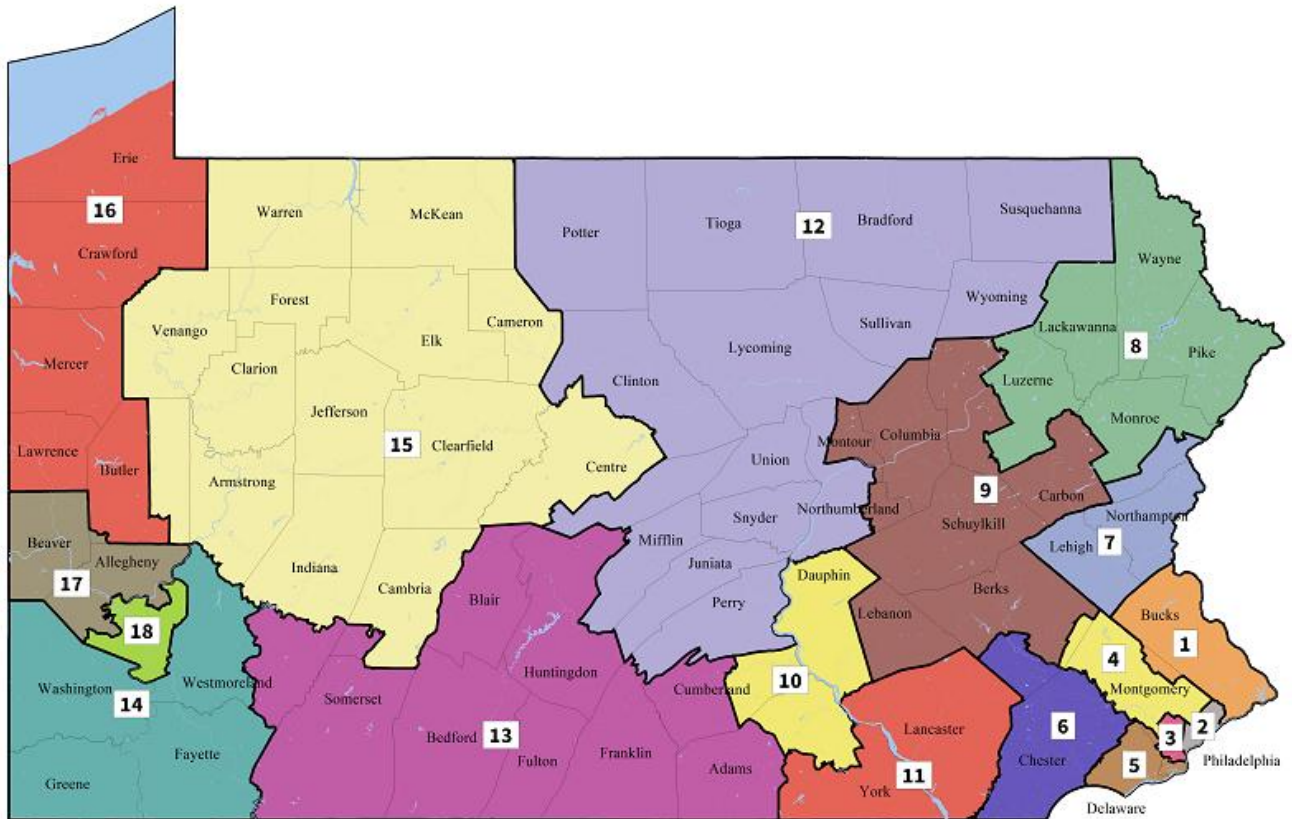 Erie
16
Crawford
Warren
McKean
Potter
Tioga
12
Bradford
Susquehanna
Wayne
Venango
Forest
Elk
Cameron
Wyoming
Sullivan
Lackawanna
8
Pike
Mercer
Clarion
Jefferson
Clinton
Lycoming
Luzerne
Monroe
Lawrence
Butler
Armstrong
15
Clearfield
Centre
Union
Montour
Columbia
9
Carbon
Northampton
Snyder
Northumberland
Schuylkill
Lehigh
7
Beaver
Allegheny
17
Indiana
Cambria
Mifflin
Juniata
Perry
Dauphin
Lebanon
Berks
Blair
Bucks
1
18
Washington
14
Westmoreland
Somerset
Huntingdon
Cumberland
10
4
Montgomery
Greene
Fayette
Bedford
13
Fulton
Franklin
Adams
Lancaster
11
York
6
Chester
5
3
2
Philadelphia
Delaware